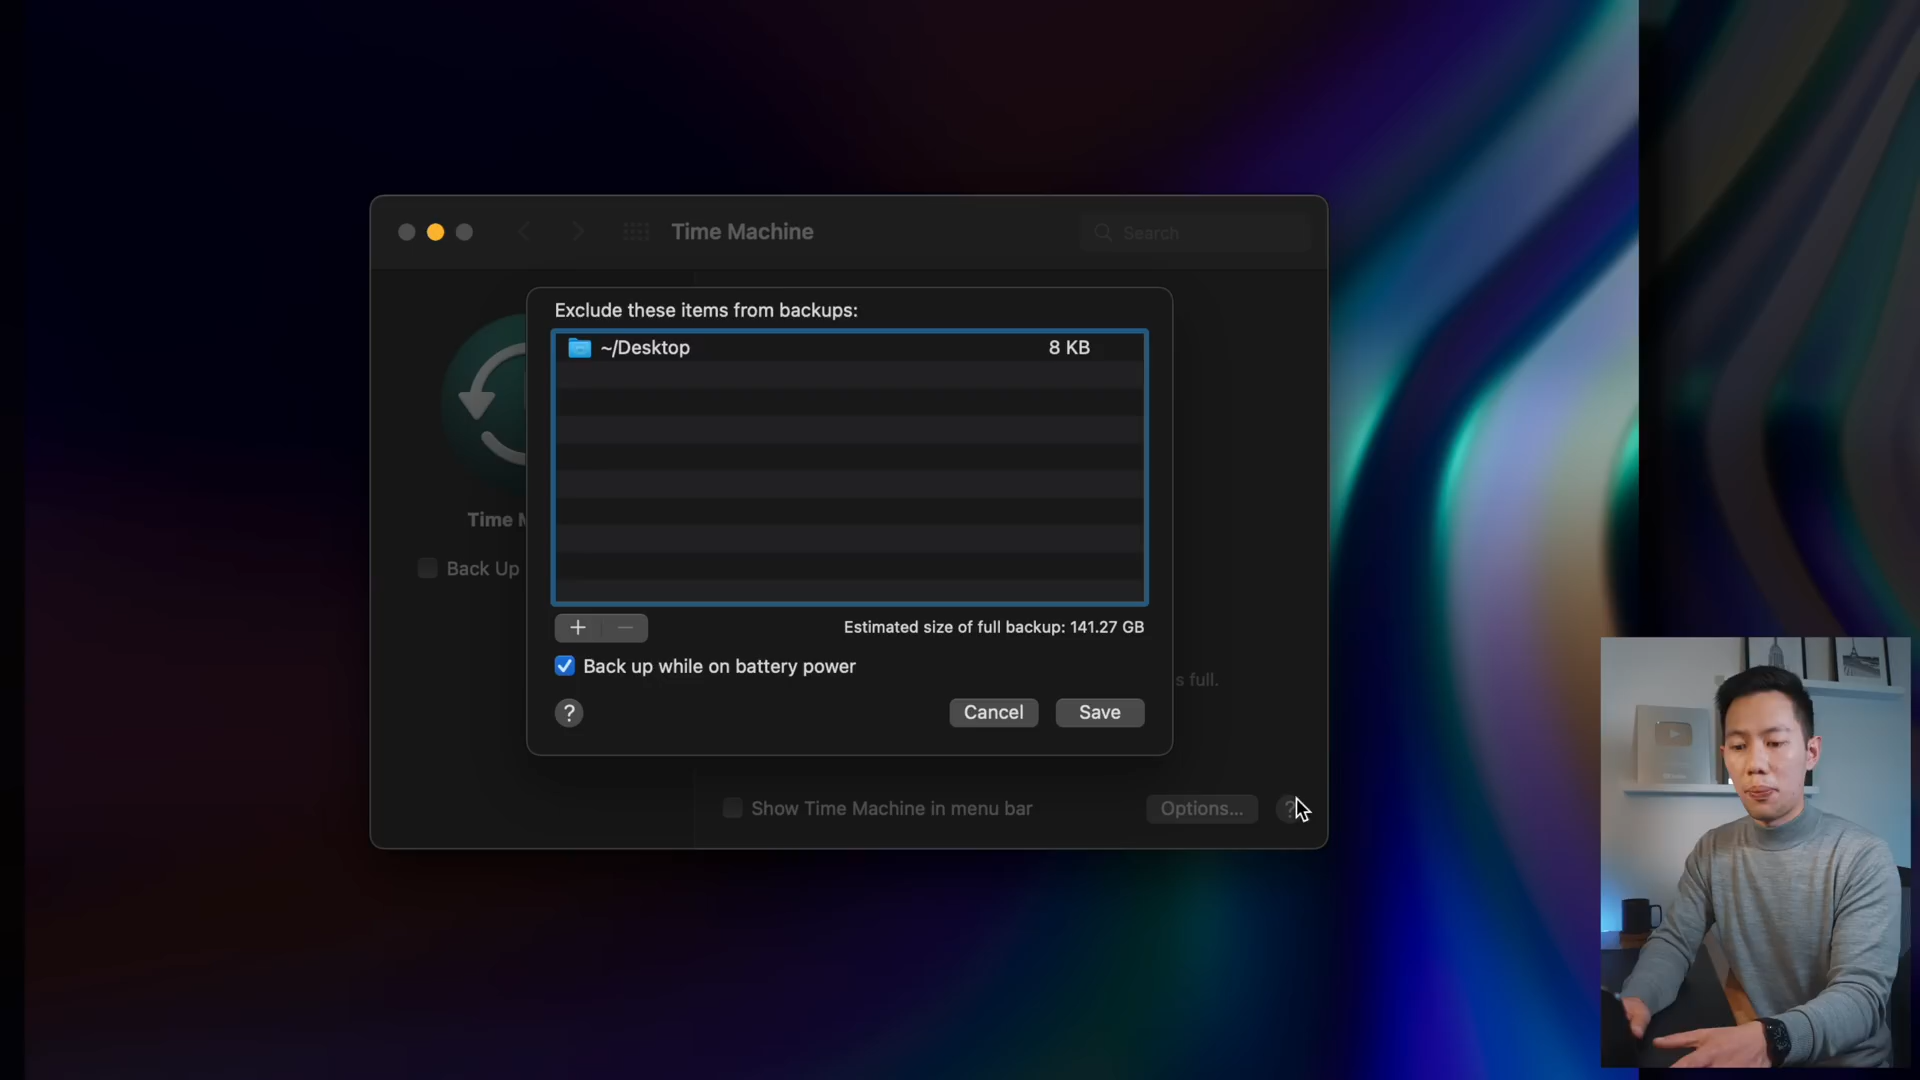 Time Machine
Search
Exclude these items from backups:
~/Desktop 8 KB
Time M
Back Up
+ − Estimated size of full backup: 141.27 GB
Back up while on battery power
s full.
? Cancel Save
Show Time Machine in menu bar Options... ?